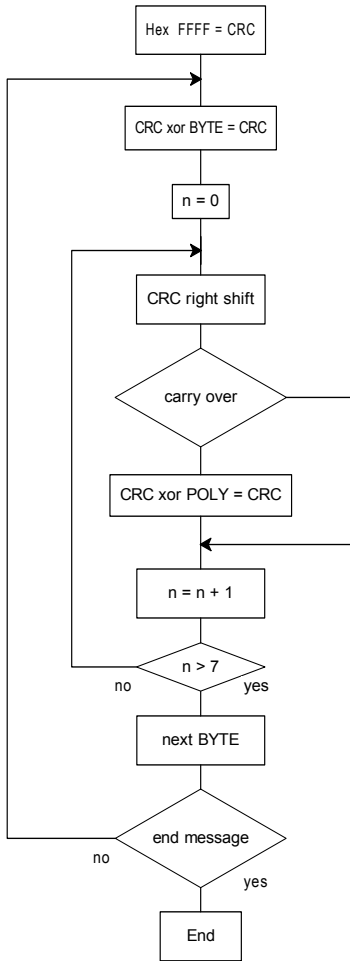 Hex FFFF = CRC
CRC xor BYTE = CRC
n = 0
CRC right shift
carry over
CRC xor POLY = CRC
n = n + 1
n > 7
no
yes
next BYTE
end message
no
yes
End